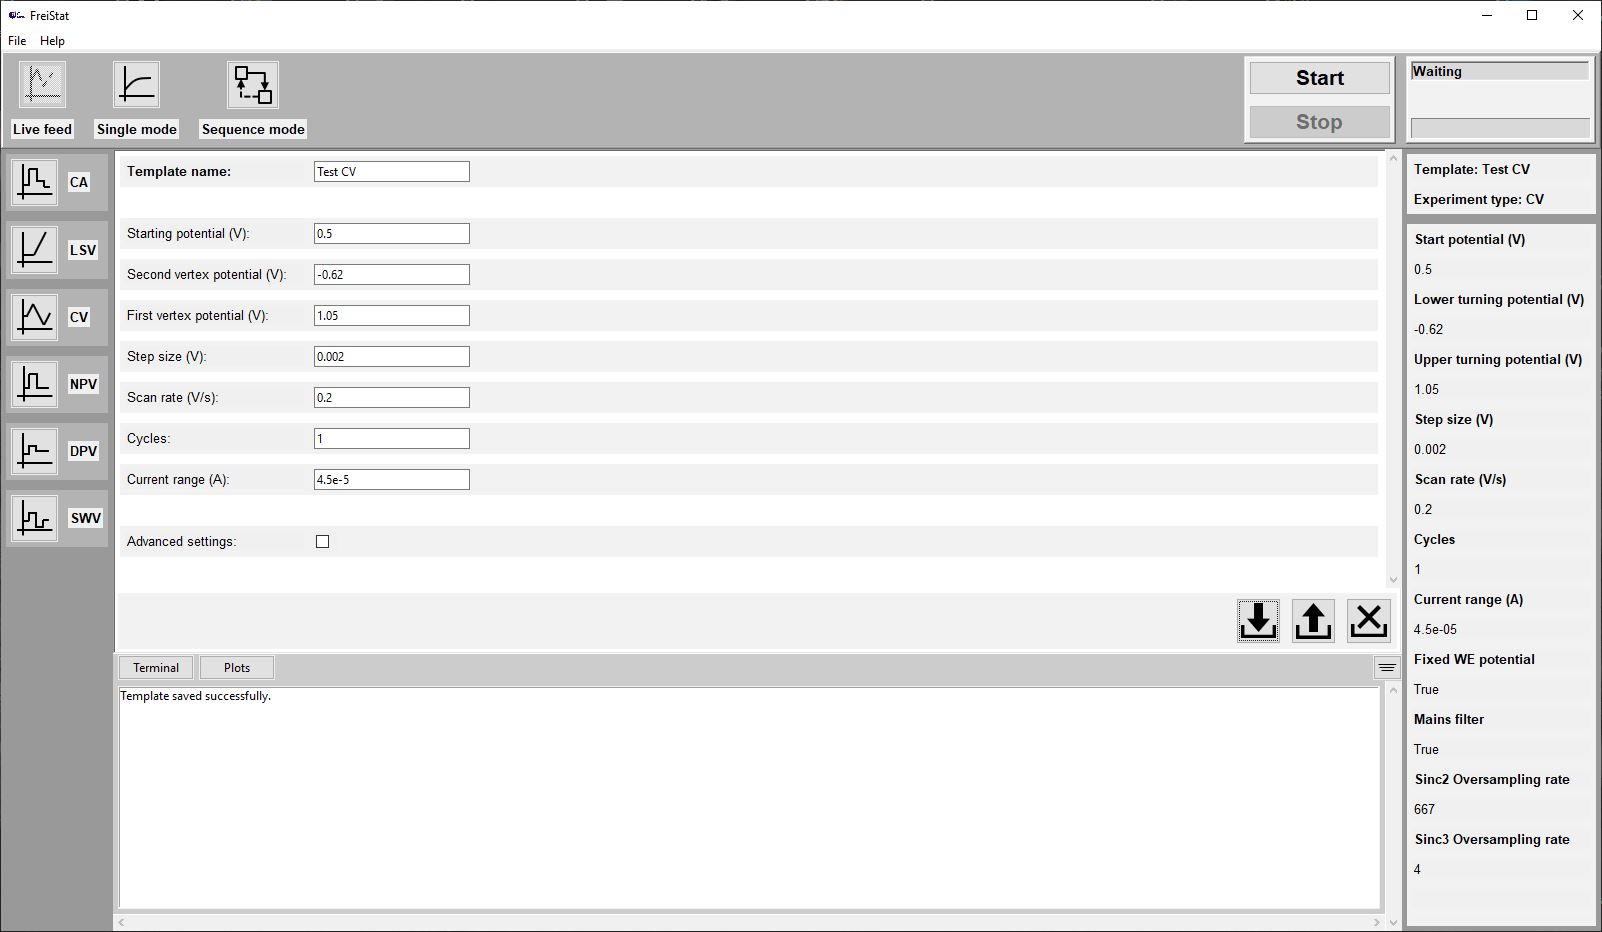 FreiStat
File Help
Live feed
Single mode
Sequence mode
Start
Stop
Waiting
CA
LSV
CV
NPV
DPV
SWV
Template name: Test CV
Starting potential (V): 0.5
Second vertex potential (V): -0.62
First vertex potential (V): 1.05
Step size (V): 0.002
Scan rate (V/s): 0.2
Cycles: 1
Current range (A): 4.5e-5
Advanced settings:
Terminal Plots
Template saved successfully.
Template: Test CV
Experiment type: CV
Start potential (V)
0.5
Lower turning potential (V)
-0.62
Upper turning potential (V)
1.05
Step size (V)
0.002
Scan rate (V/s)
0.2
Cycles
1
Current range (A)
4.5e-05
Fixed WE potential
True
Mains filter
True
Sinc2 Oversampling rate
667
Sinc3 Oversampling rate
4